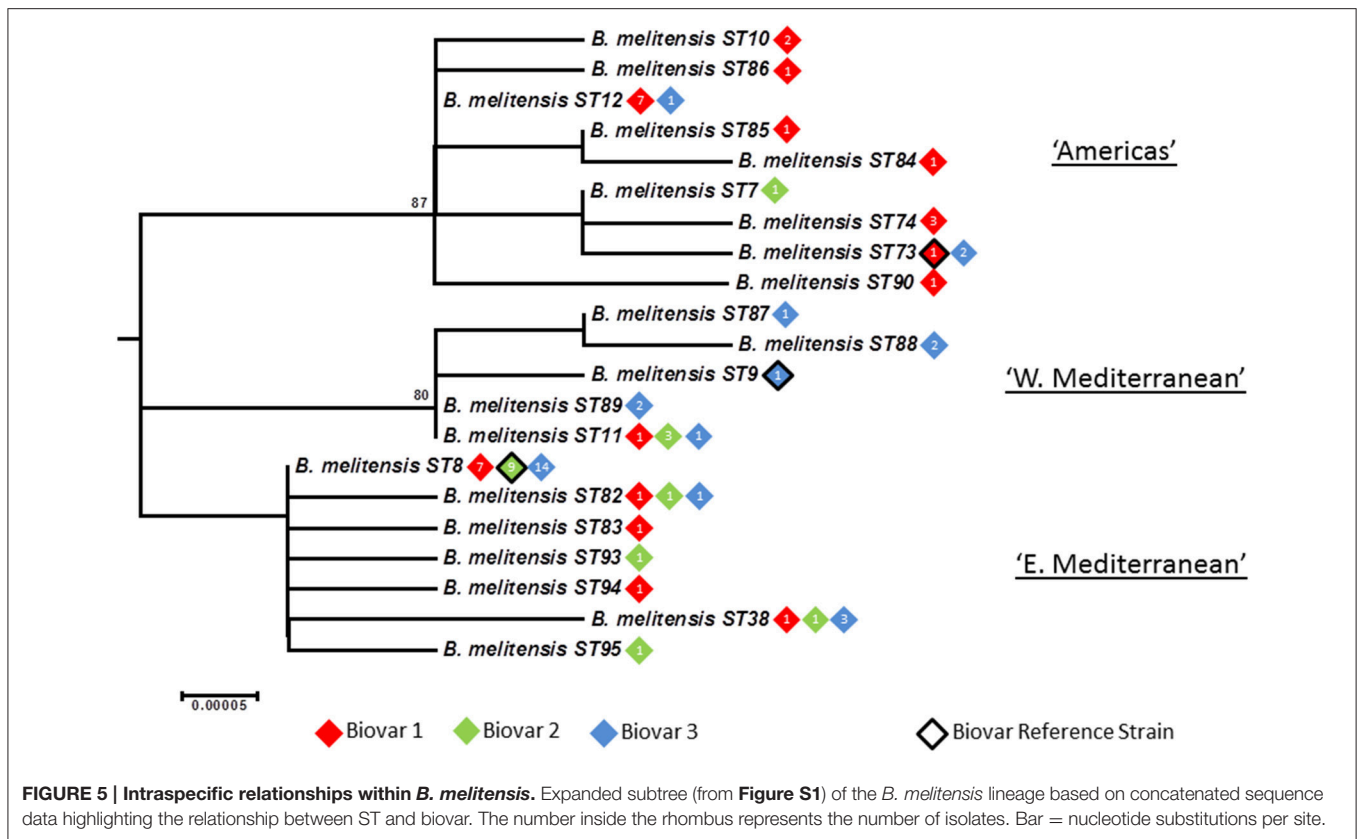 B. melitensis ST10 2
B. melitensis ST86 1
B. melitensis ST12 7 1
B. melitensis ST85 1
'Americas'
B. melitensis ST84 1
B. melitensis ST7 1
87
B. melitensis ST74 3
B. melitensis ST73 1 2
B. melitensis ST90 1
B. melitensis ST87 1
B. melitensis ST88 2
B. melitensis ST9 1
'W. Mediterranean'
80
B. melitensis ST89 2
B. melitensis ST11 1 3 1
B. melitensis ST8 7 9 14
B. melitensis ST82 1 1 1
B. melitensis ST83 1
B. melitensis ST93 1
'E. Mediterranean'
B. melitensis ST94 1
B. melitensis ST38 1 1 3
B. melitensis ST95 1
0.00005
Biovar 1 Biovar 2 Biovar 3 Biovar Reference Strain
FIGURE 5 | Intraspecific relationships within B. melitensis. Expanded subtree (from Figure S1) of the B. melitensis lineage based on concatenated sequence
data highlighting the relationship between ST and biovar. The number inside the rhombus represents the number of isolates. Bar = nucleotide substitutions per site.